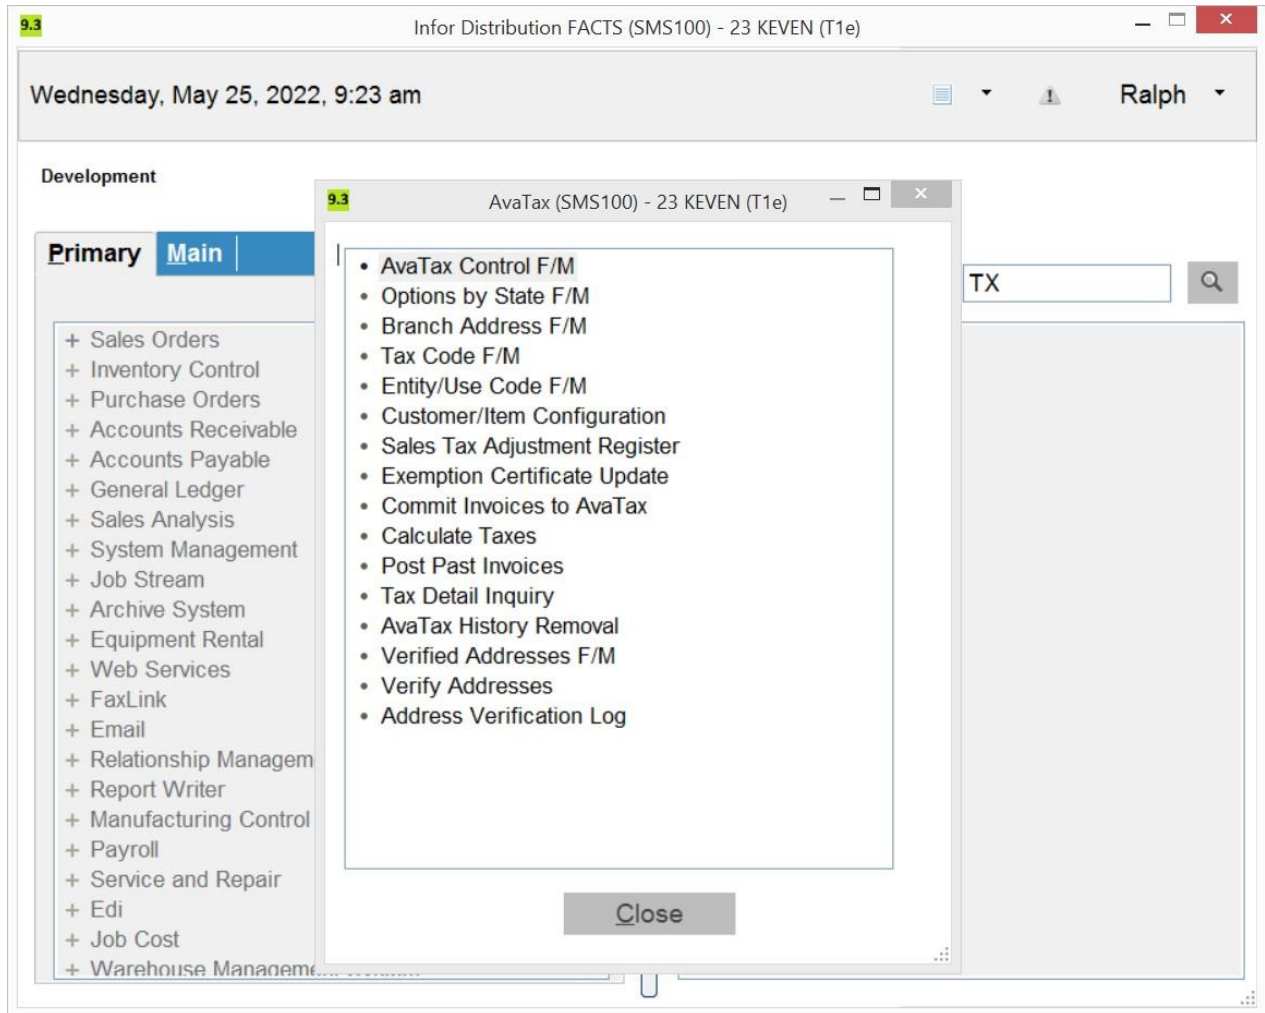 9.3
Infor Distribution FACTS (SMS100) - 23 KEVEN (T1e)
Wednesday, May 25, 2022, 9:23 am
Ralph
Development
Primary
Main
TX
+ Sales Orders
+ Inventory Control
+ Purchase Orders
+ Accounts Receivable
+ Accounts Payable
+ General Ledger
+ Sales Analysis
+ System Management
+ Job Stream
+ Archive System
+ Equipment Rental
+ Web Services
+ FaxLink
+ Email
+ Relationship Managem
+ Report Writer
+ Manufacturing Control
+ Payroll
+ Service and Repair
+ Edi
+ Job Cost
+ Warehouse Managem
9.3
AvaTax (SMS100) - 23 KEVEN (T1e)
• AvaTax Control F/M
• Options by State F/M
• Branch Address F/M
• Tax Code F/M
• Entity/Use Code F/M
• Customer/Item Configuration
• Sales Tax Adjustment Register
• Exemption Certificate Update
• Commit Invoices to AvaTax
• Calculate Taxes
• Post Past Invoices
• Tax Detail Inquiry
• AvaTax History Removal
• Verified Addresses F/M
• Verify Addresses
• Address Verification Log
Close